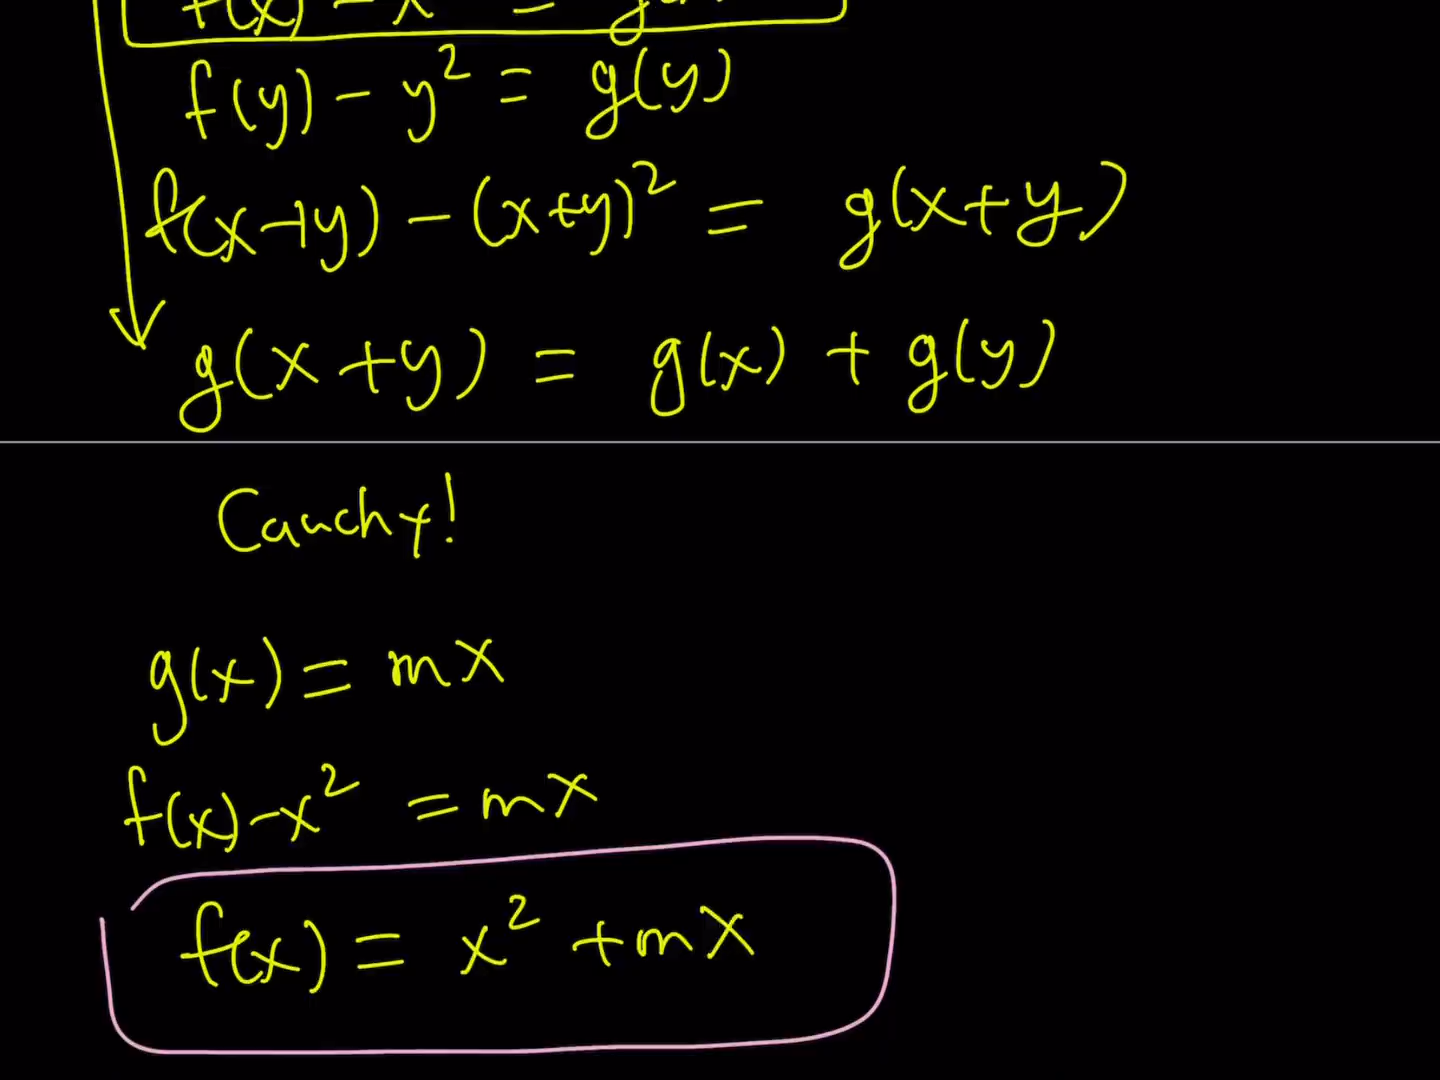 f(x) - x =
f(y) - y² = g(y)
f(x+y) - (x+y)² = g(x+y)
g(x+y) = g(x) + g(y)
Cauchy!
g(x) = mx
f(x) - x² = mx
f(x) = x² + mx